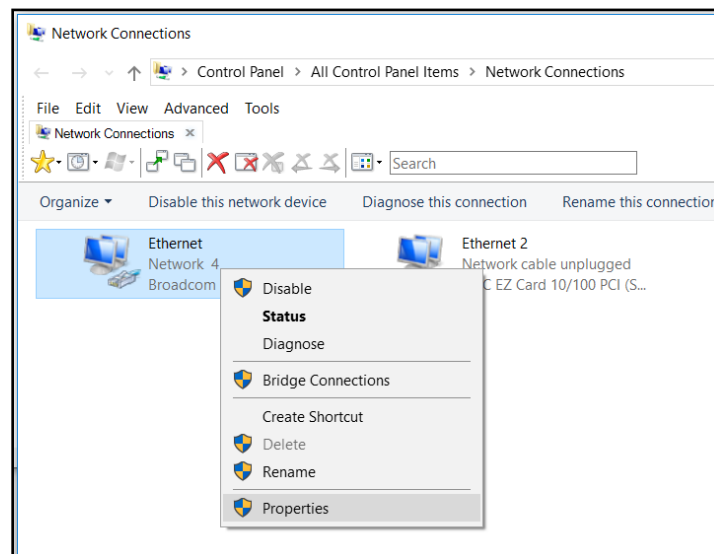 Network Connections
Control Panel > All Control Panel Items > Network Connections
File Edit View Advanced Tools
Network Connections
Search
Organize Disable this network device Diagnose this connection Rename this connection
Ethernet
Network 4
Broadcom
Ethernet 2
Network cable unplugged
C EZ Card 10/100 PCI (S...
Disable
Status
Diagnose
Bridge Connections
Create Shortcut
Delete
Rename
Properties